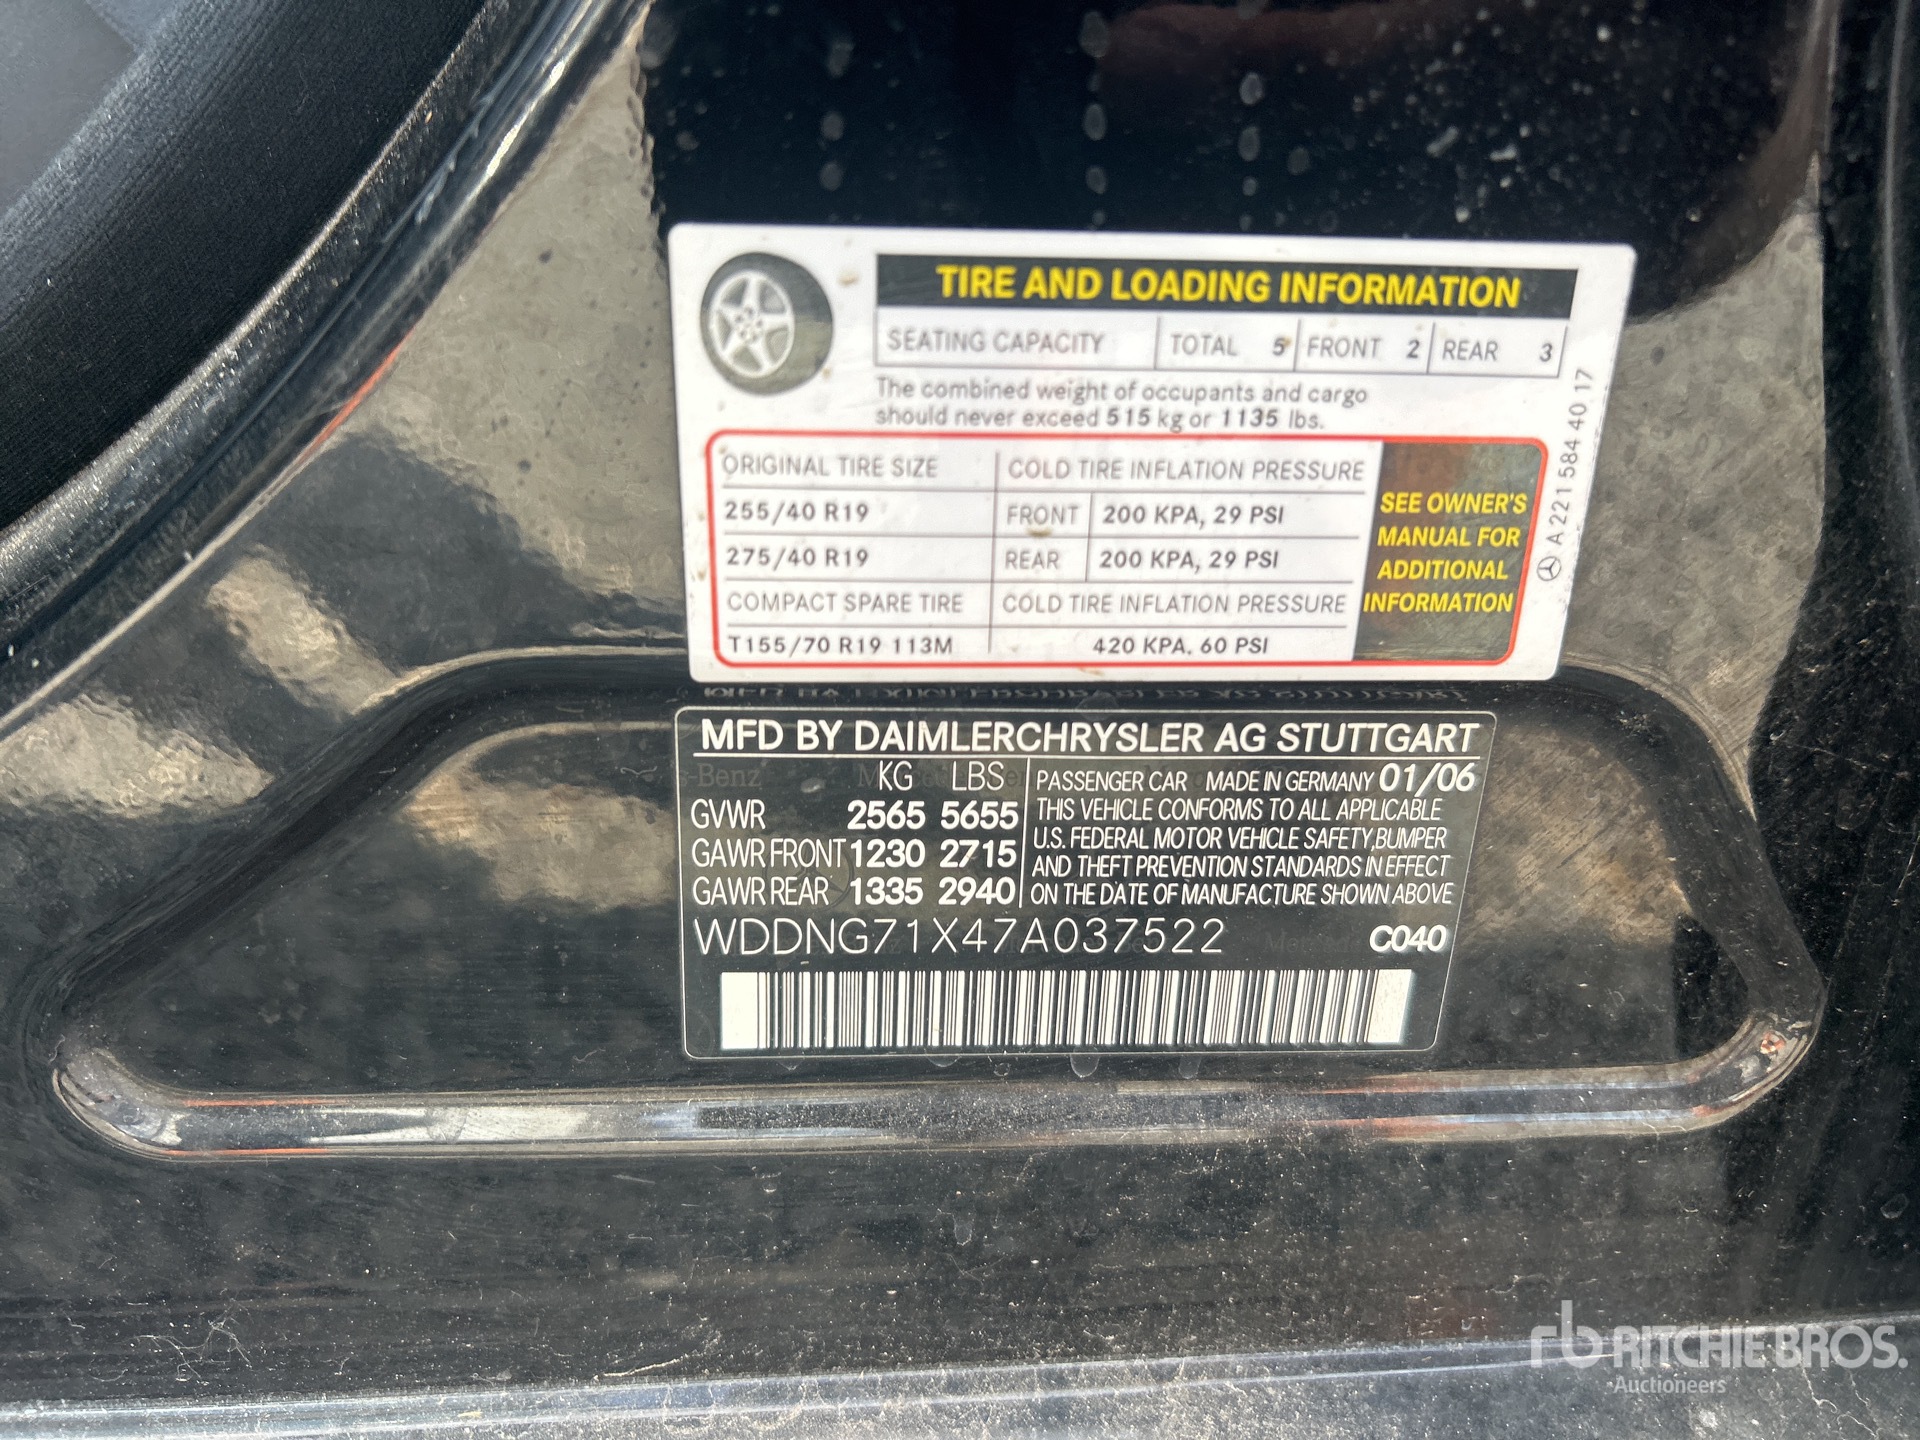 TIRE AND LOADING INFORMATION
SEATING CAPACITY TOTAL 5 FRONT 2 REAR 3
The combined weight of occupants and cargo
should never exceed 515 kg or 1135 lbs.
ORIGINAL TIRE SIZE COLD TIRE INFLATION PRESSURE
255/40 R19 FRONT 200 KPA, 29 PSI
275/40 R19 REAR 200 KPA, 29 PSI
COMPACT SPARE TIRE COLD TIRE INFLATION PRESSURE
T155/70 R19 113M 420 KPA, 60 PSI
SEE OWNER'S
MANUAL FOR
ADDITIONAL
INFORMATION
A 221 584 40 17
MFD BY DAIMLERCHRYSLER AG STUTTGART
KG LBS
GVWR 2565 5655
GAWR FRONT 1230 2715
GAWR REAR 1335 2940
PASSENGER CAR MADE IN GERMANY 01/06
THIS VEHICLE CONFORMS TO ALL APPLICABLE
U.S. FEDERAL MOTOR VEHICLE SAFETY, BUMPER
AND THEFT PREVENTION STANDARDS IN EFFECT
ON THE DATE OF MANUFACTURE SHOWN ABOVE
WDDNG71X47A037522 C040
rb RITCHIE BROS.
Auctioneers